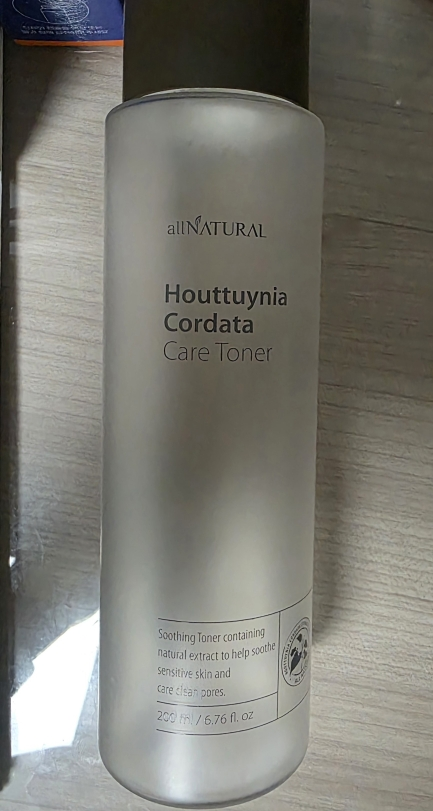 allNATURAL
Houttuynia
Cordata
Care Toner
Soothing Toner containing
natural extract to help soothe
sensitive skin and
care clean pores.
200 ml / 6.76 fl. oz